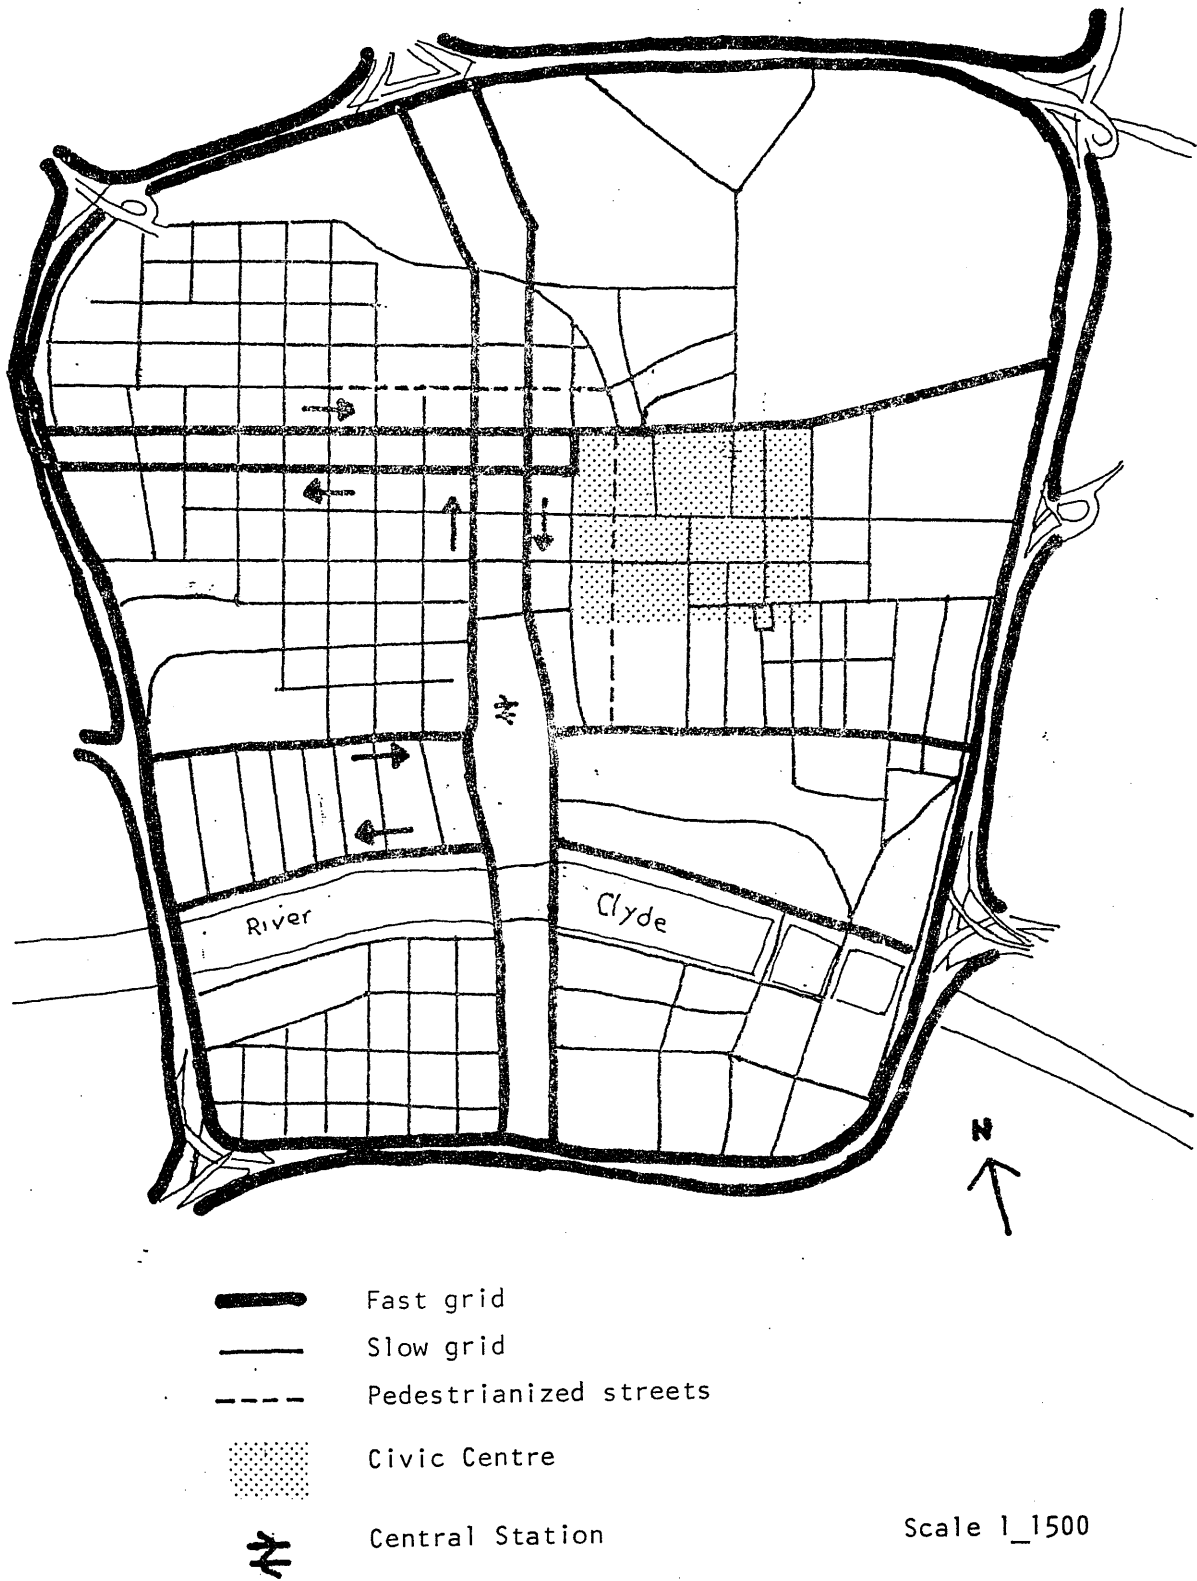 River
Clyde
N
Fast grid
Slow grid
Pedestrianized streets
Civic Centre
Central Station
Scale 1_1500